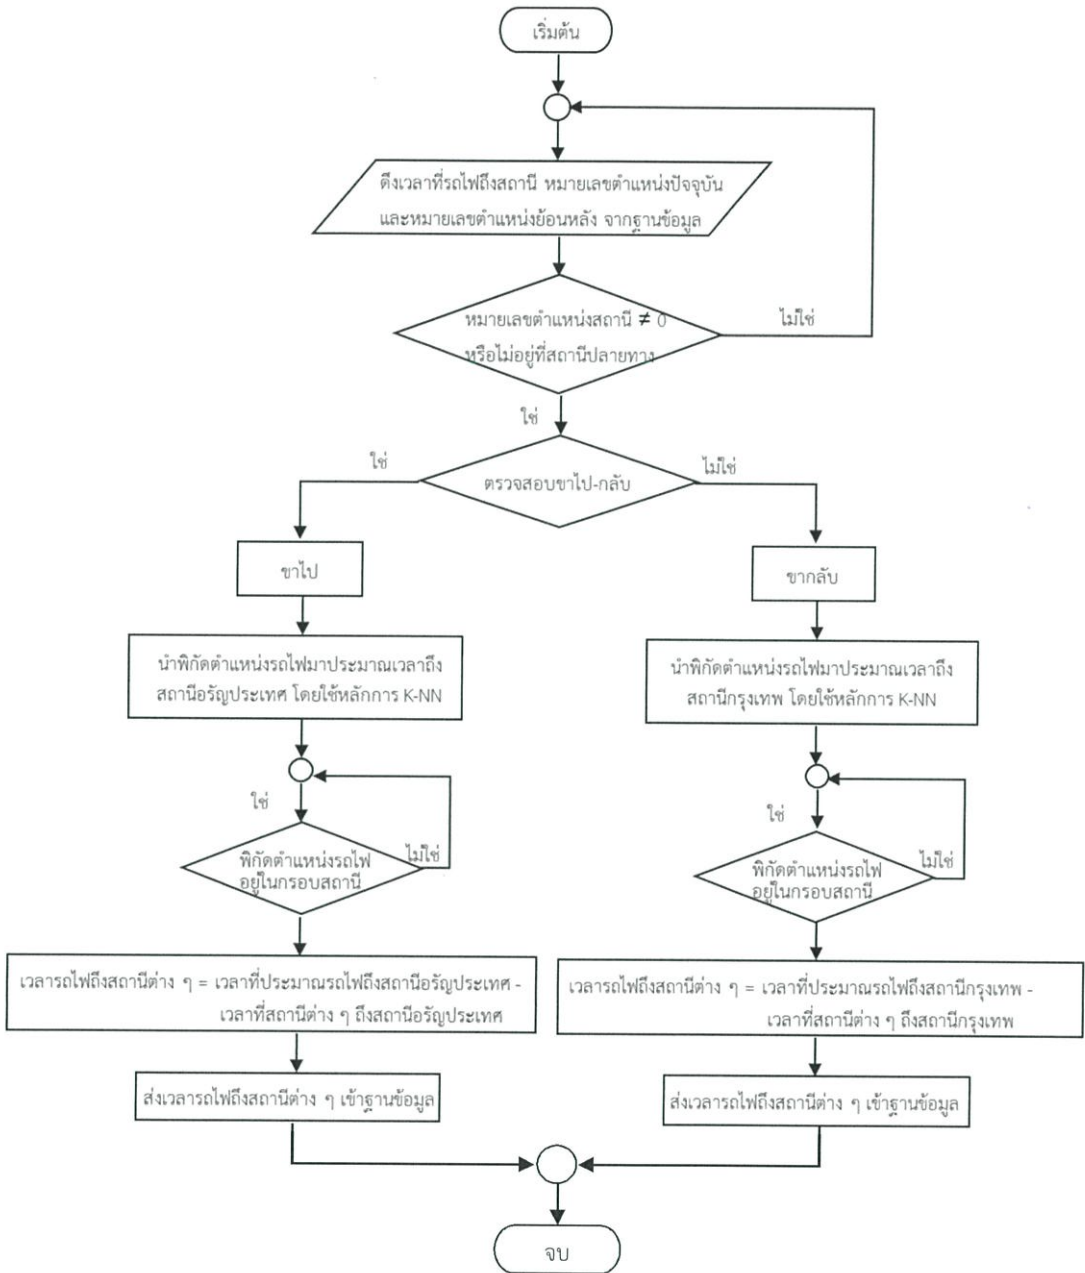 เริ่มต้น
ดึงเวลาที่รถไฟถึงสถานี หมายเลขตำแหน่งปัจจุบัน
และหมายเลขตำแหน่งย้อนหลัง จากฐานข้อมูล
หมายเลขตำแหน่งสถานี ≠ 0
หรือไม่อยู่ที่สถานีปลายทาง
ไม่ใช่
ใช่
ตรวจสอบขาไป-กลับ
ใช่
ไม่ใช่
ขาไป
ขากลับ
นำพิกัดตำแหน่งรถไฟมาประมาณเวลาถึง
สถานีอรัญประเทศ โดยใช้หลักการ K-NN
นำพิกัดตำแหน่งรถไฟมาประมาณเวลาถึง
สถานีกรุงเทพ โดยใช้หลักการ K-NN
ใช่
พิกัดตำแหน่งรถไฟ
อยู่ในกรอบสถานี
ไม่ใช่
ใช่
พิกัดตำแหน่งรถไฟ
อยู่ในกรอบสถานี
ไม่ใช่
เวลารถไฟถึงสถานีต่าง ๆ = เวลาที่ประมาณรถไฟถึงสถานีอรัญประเทศ -
เวลาที่สถานีต่าง ๆ ถึงสถานีอรัญประเทศ
เวลารถไฟถึงสถานีต่าง ๆ = เวลาที่ประมาณรถไฟถึงสถานีกรุงเทพ -
เวลาที่สถานีต่าง ๆ ถึงสถานีกรุงเทพ
ส่งเวลารถไฟถึงสถานีต่าง ๆ เข้าฐานข้อมูล
ส่งเวลารถไฟถึงสถานีต่าง ๆ เข้าฐานข้อมูล
จบ